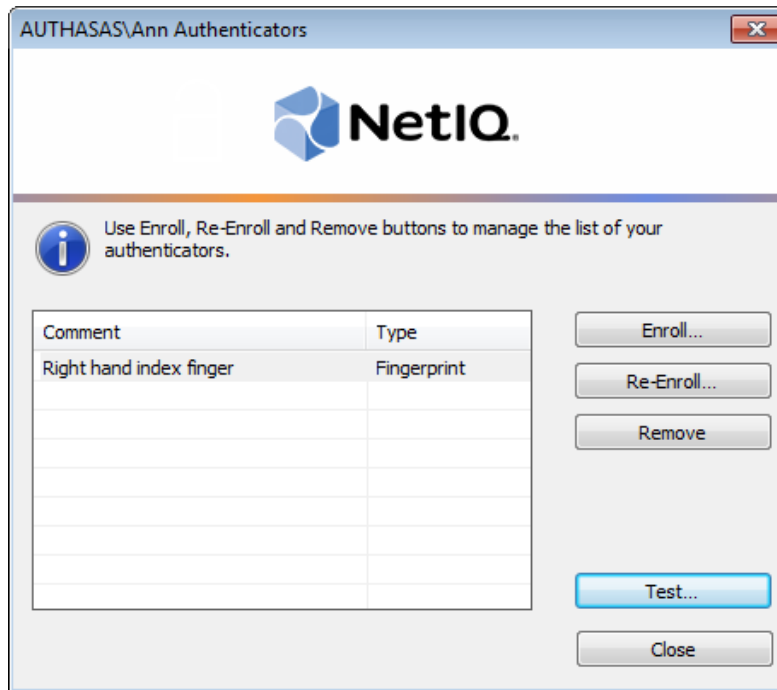 AUTHASAS\Ann Authenticators
NetIQ.
Use Enroll, Re-Enroll and Remove buttons to manage the list of your
authenticators.
Comment Type
Right hand index finger Fingerprint
Enroll...
Re-Enroll...
Remove
Test...
Close